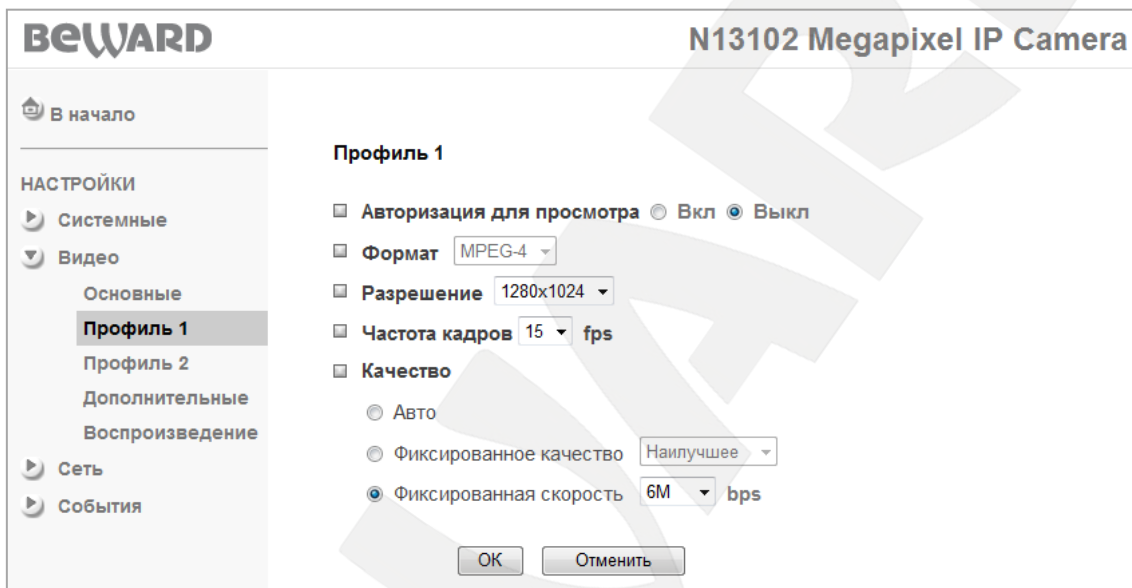 BEWARD
N13102 Megapixel IP Camera
В начало
НАСТРОЙКИ
Системные
Видео
Основные
Профиль 1
Профиль 2
Дополнительные
Воспроизведение
Сеть
События
Профиль 1
Авторизация для просмотра Вкл Выкл
Формат MPEG-4
Разрешение 1280x1024
Частота кадров 15 fps
Качество
Авто
Фиксированное качество Наилучшее
Фиксированная скорость 6M bps
OK Отменить